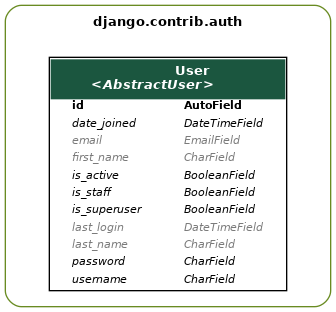 django.contrib.auth
User
<AbstractUser>
id AutoField
date_joined DateTimeField
email EmailField
first_name CharField
is_active BooleanField
is_staff BooleanField
is_superuser BooleanField
last_login DateTimeField
last_name CharField
password CharField
username CharField